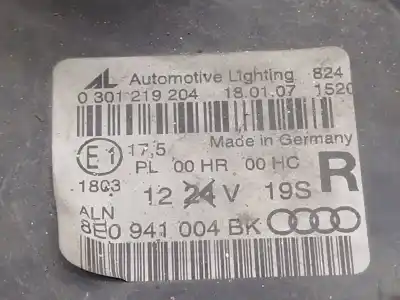 AL Automotive Lighting 824
0 301 219 204 18.01.07 1520
Made in Germany
E1 17,5
PL 00 HR 00 HC R
1803
12 24 V 19S
ALN
8E0 941 004 BK